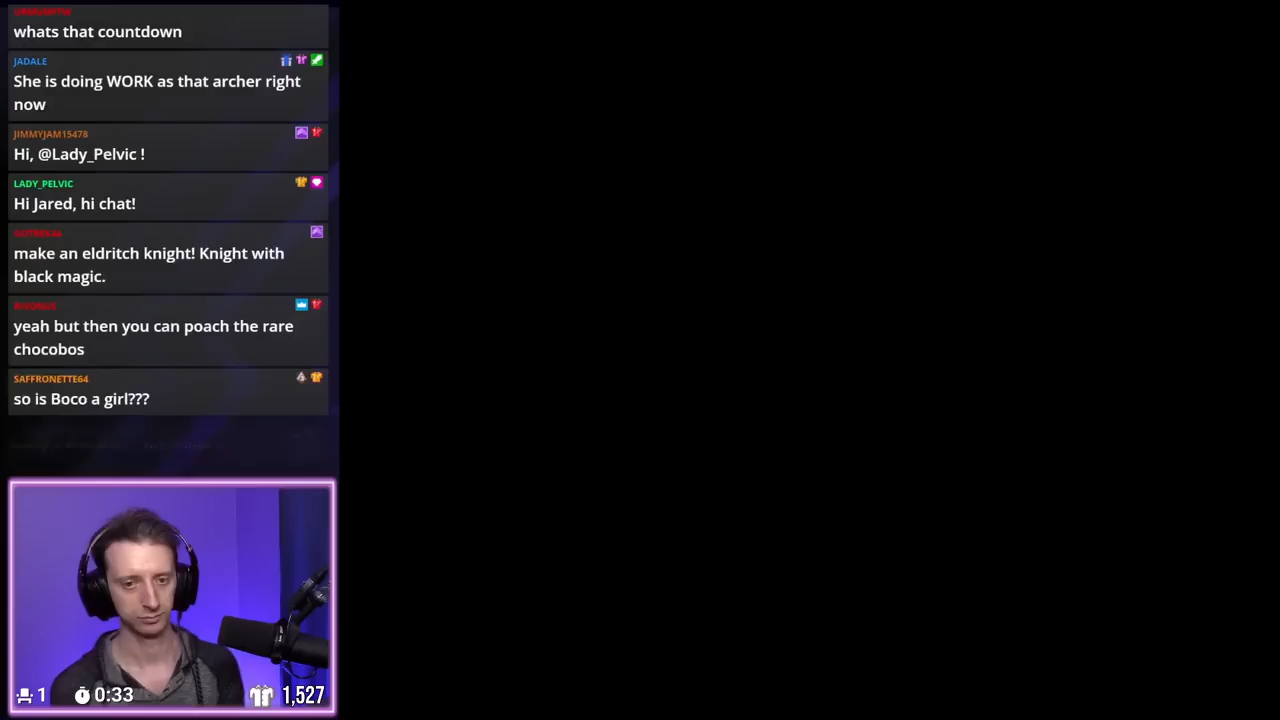 whats that countdown
JADALE
She is doing WORK as that archer right
now
JIMMYJAM15478
Hi, @Lady_Pelvic !
LADY_PELVIC
Hi Jared, hi chat!
make an eldritch knight! Knight with
black magic.
yeah but then you can poach the rare
chocobos
SAFFRONETTE64
so is Boco a girl???
1 0:33 1,527